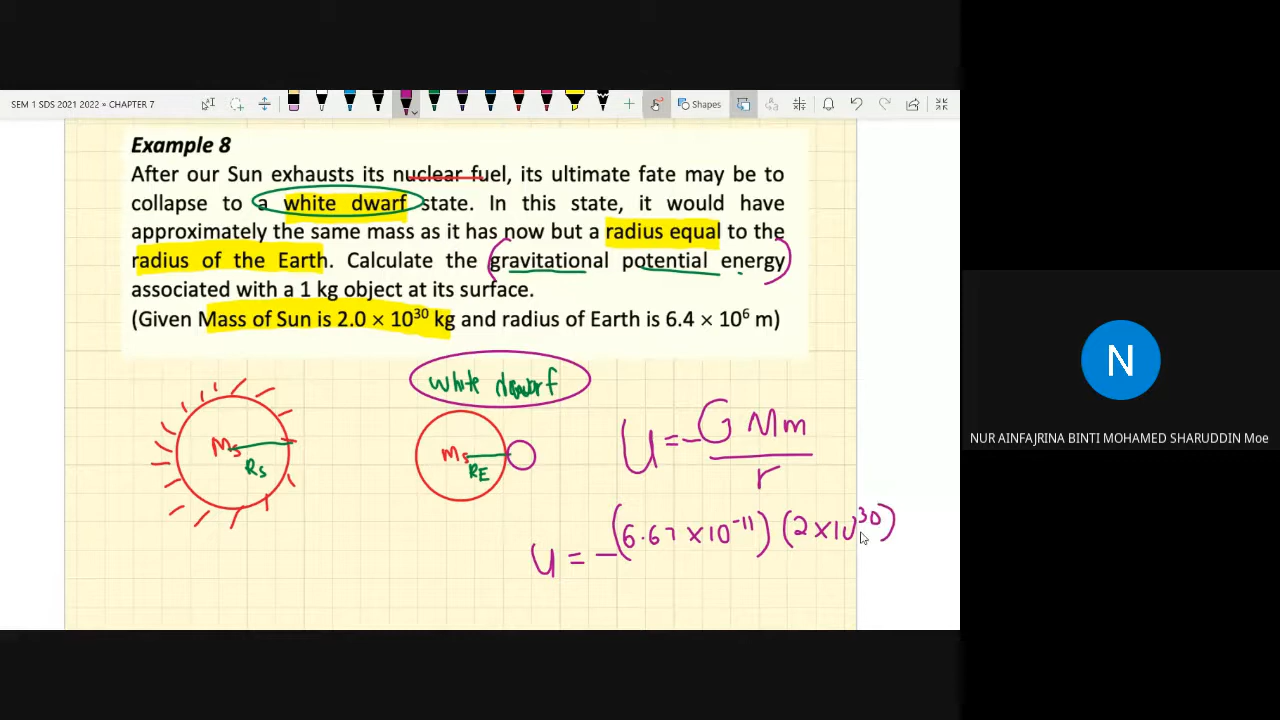 SEM 1 SDS 2021 2022 » CHAPTER 7
Shapes
Example 8
After our Sun exhausts its nuclear fuel, its ultimate fate may be to
collapse to a white dwarf state. In this state, it would have
approximately the same mass as it has now but a radius equal to the
radius of the Earth. Calculate the gravitational potential energy
associated with a 1 kg object at its surface.
(Given Mass of Sun is 2.0 × 10³⁰ kg and radius of Earth is 6.4 × 10⁶ m)
white dwarf
Ms
Rs
Ms
RE
U = - G Mm
r
U = - (6.67 × 10⁻¹¹) (2 × 10³⁰)
N
NUR AINFAJRINA BINTI MOHAMED SHARUDDIN Moe